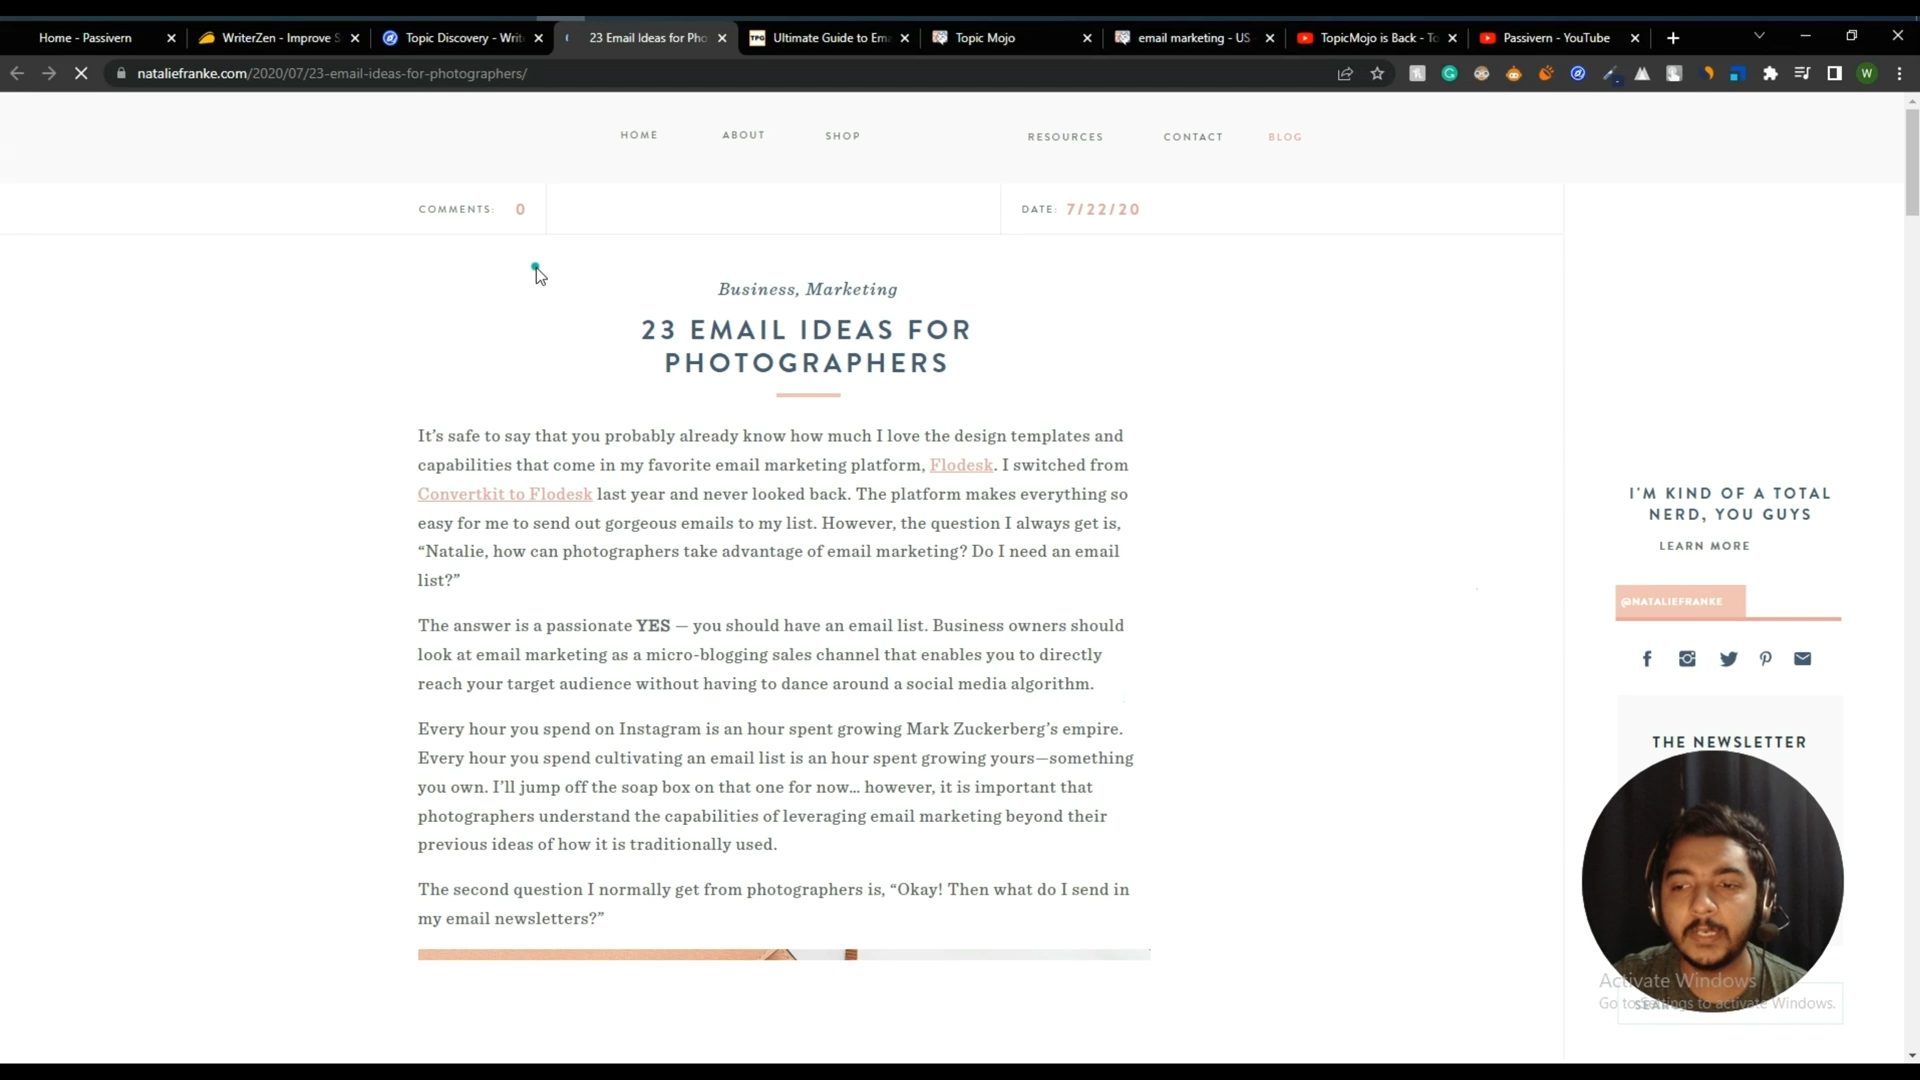 Home - Passivern
WriterZen - Improve S
Topic Discovery - Write
23 Email Ideas for Pho
Ultimate Guide to Ema
Topic Mojo
email marketing - US
TopicMojo is Back - To
Passivern - YouTube
nataliefranke.com/2020/07/23-email-ideas-for-photographers/
W
HOME
ABOUT
SHOP
RESOURCES
CONTACT
BLOG
COMMENTS: 0
DATE: 7/22/20
Business, Marketing
23 EMAIL IDEAS FOR
PHOTOGRAPHERS
It's safe to say that you probably already know how much I love the design templates and
capabilities that come in my favorite email marketing platform, Flodesk. I switched from
Convertkit to Flodesk last year and never looked back. The platform makes everything so
easy for me to send out gorgeous emails to my list. However, the question I always get is,
“Natalie, how can photographers take advantage of email marketing? Do I need an email
list?”
The answer is a passionate YES — you should have an email list. Business owners should
look at email marketing as a micro-blogging sales channel that enables you to directly
reach your target audience without having to dance around a social media algorithm.
Every hour you spend on Instagram is an hour spent growing Mark Zuckerberg's empire.
Every hour you spend cultivating an email list is an hour spent growing yours—something
you own. I'll jump off the soap box on that one for now… however, it is important that
photographers understand the capabilities of leveraging email marketing beyond their
previous ideas of how it is traditionally used.
The second question I normally get from photographers is, “Okay! Then what do I send in
my email newsletters?”
I'M KIND OF A TOTAL
NERD, YOU GUYS
LEARN MORE
@NATALIEFRANKE
THE NEWSLETTER
Activate Windows
Go to Settings to activate Windows.